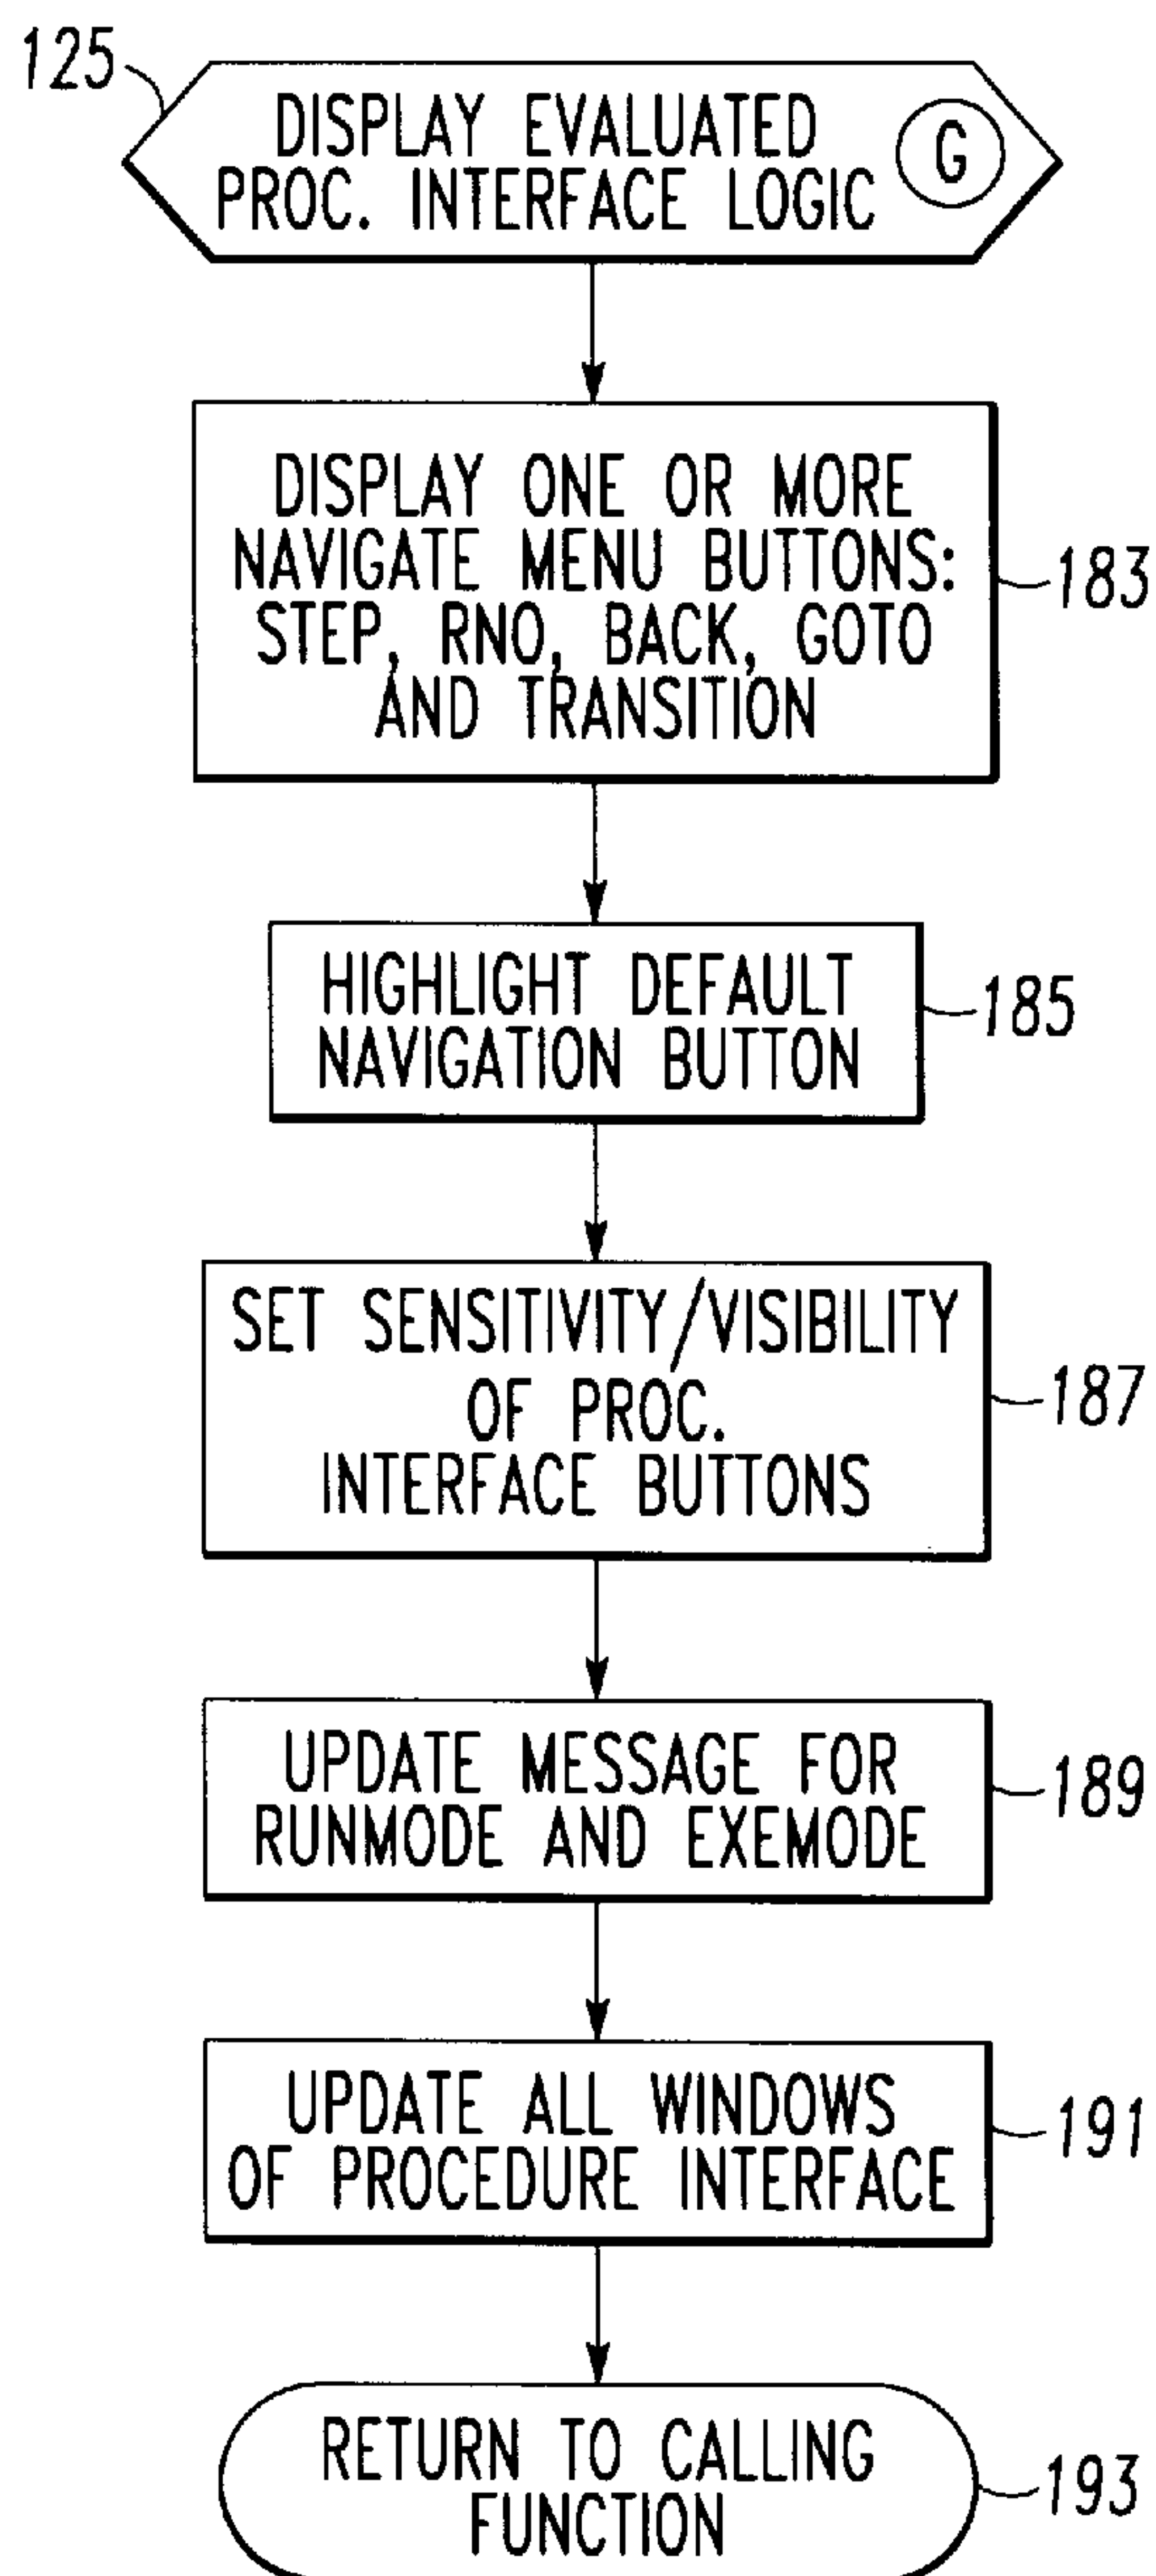 125
DISPLAY EVALUATED
PROC. INTERFACE LOGIC
G
DISPLAY ONE OR MORE
NAVIGATE MENU BUTTONS:
STEP, RNO, BACK, GOTO
AND TRANSITION
183
HIGHLIGHT DEFAULT
NAVIGATION BUTTON
185
SET SENSITIVITY/VISIBILITY
OF PROC.
INTERFACE BUTTONS
187
UPDATE MESSAGE FOR
RUNMODE AND EXEMODE
189
UPDATE ALL WINDOWS
OF PROCEDURE INTERFACE
191
RETURN TO CALLING
FUNCTION
193